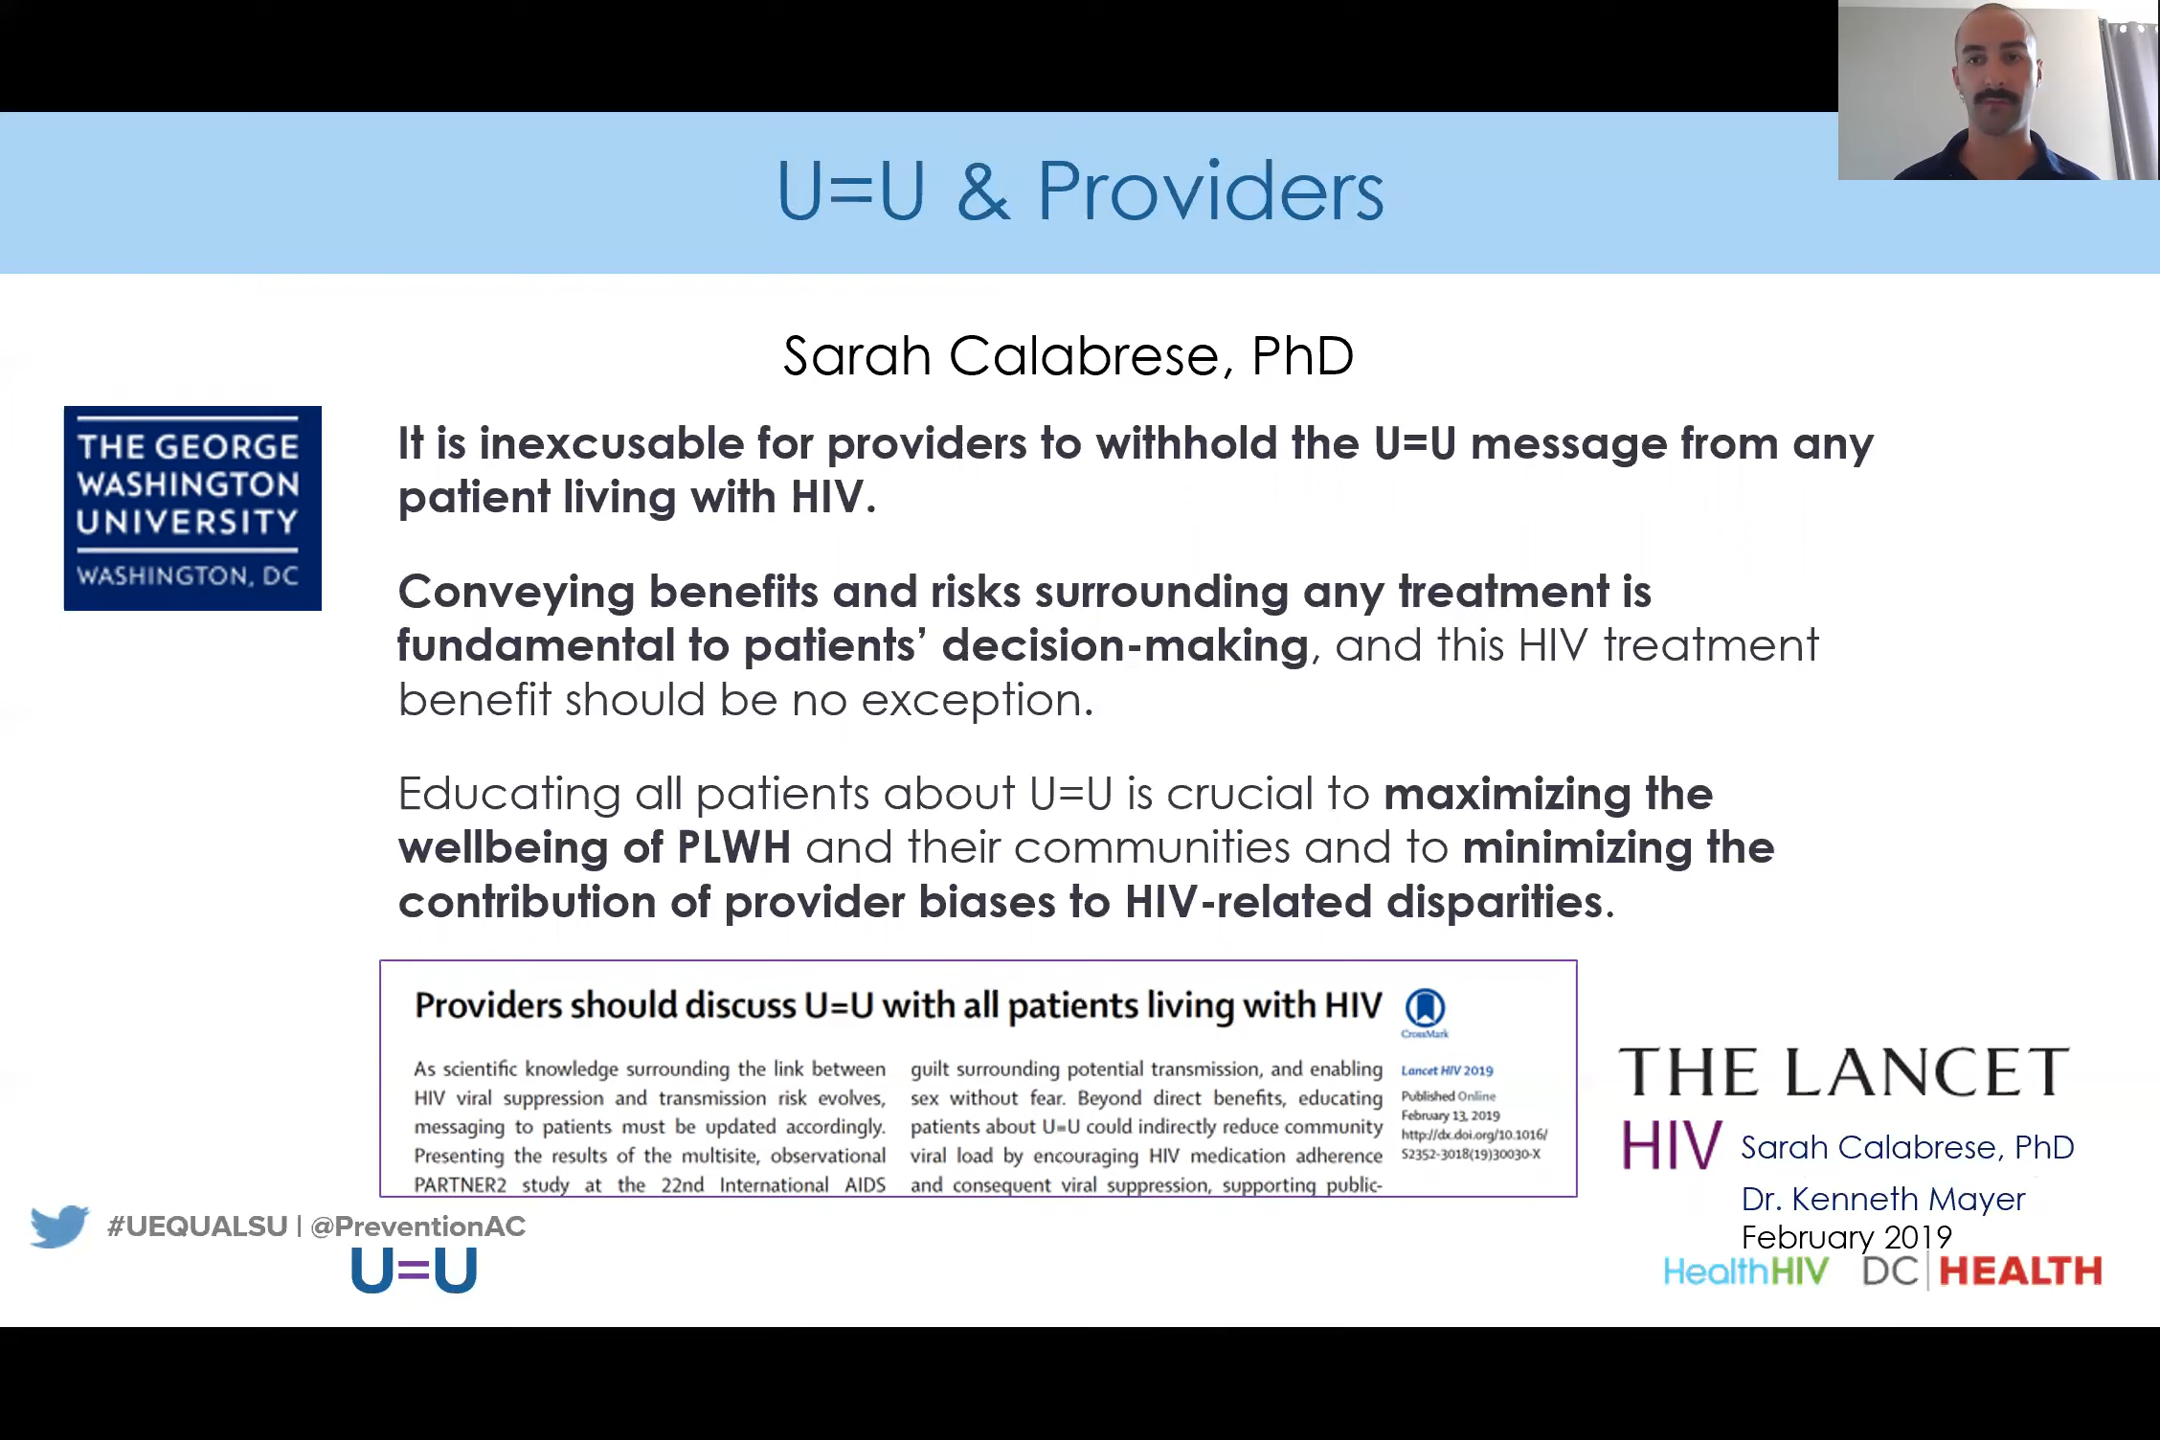 U=U & Providers
Sarah Calabrese, PhD
THE GEORGE
WASHINGTON
UNIVERSITY
WASHINGTON, DC
It is inexcusable for providers to withhold the U=U message from any
patient living with HIV.
Conveying benefits and risks surrounding any treatment is
fundamental to patients’ decision-making, and this HIV treatment
benefit should be no exception.
Educating all patients about U=U is crucial to maximizing the
wellbeing of PLWH and their communities and to minimizing the
contribution of provider biases to HIV-related disparities.
Providers should discuss U=U with all patients living with HIV
As scientific knowledge surrounding the link between
HIV viral suppression and transmission risk evolves,
messaging to patients must be updated accordingly.
Presenting the results of the multisite, observational
PARTNER2 study at the 22nd International AIDS
guilt surrounding potential transmission, and enabling
sex without fear. Beyond direct benefits, educating
patients about U=U could indirectly reduce community
viral load by encouraging HIV medication adherence
and consequent viral suppression, supporting public-
CrossMark
Lancet HIV 2019
Published Online
February 13, 2019
http://dx.doi.org/10.1016/
S2352-3018(19)30030-X
THE LANCET
HIV
Sarah Calabrese, PhD
Dr. Kenneth Mayer
February 2019
#UEQUALSU | @PreventionAC
U=U
HealthHIV
DC HEALTH